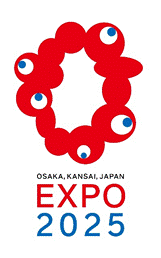 OSAKA, KANSAI, JAPAN
EXPO
2025